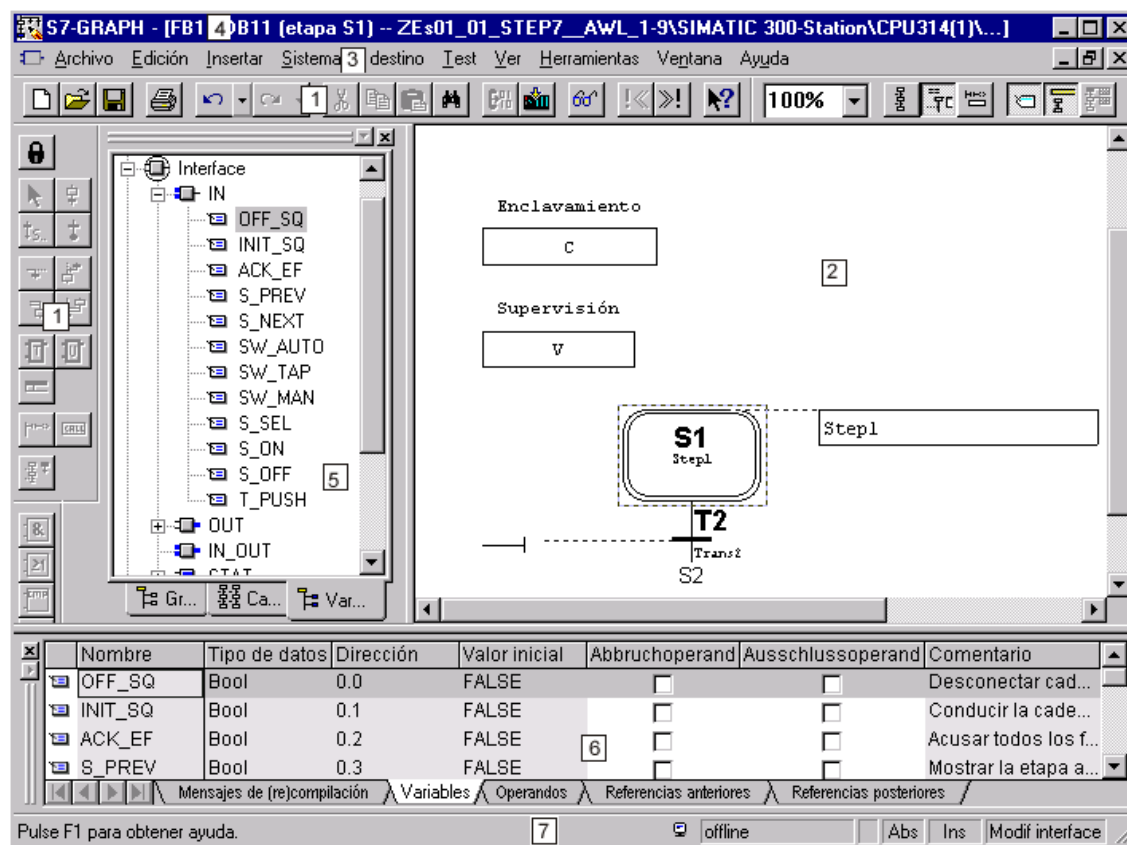 S7-GRAPH - [FB1 4 DB11 (etapa S1) -- ZEs01_01_STEP7__AWL_1-9\SIMATIC 300-Station\CPU314(1)\...]
Archivo Edición Insertar Sistema 3 destino Test Ver Herramientas Ventana Ayuda
1
100%
Interface
IN
OFF_SQ
INIT_SQ
ACK_EF
S_PREV
S_NEXT
SW_AUTO
SW_TAP
SW_MAN
S_SEL
S_ON
S_OFF
T_PUSH
OUT
IN_OUT
STAT
5
1
CALL
&
≥1
CMP
Gr... Ca... Var...
Enclavamiento
C
2
Supervisión
V
S1
Step1
Step1
T2
Trans2
S2
Nombre Tipo de datos Dirección Valor inicial Abbruchoperand Ausschlussoperand Comentario
OFF_SQ Bool 0.0 FALSE Desconectar cad...
INIT_SQ Bool 0.1 FALSE Conducir la cade...
ACK_EF Bool 0.2 FALSE 6 Acusar todos los f...
S_PREV Bool 0.3 FALSE Mostrar la etapa a...
Mensajes de (re)compilación Variables Operandos Referencias anteriores Referencias posteriores
Pulse F1 para obtener ayuda. 7 offline Abs Ins Modif interface